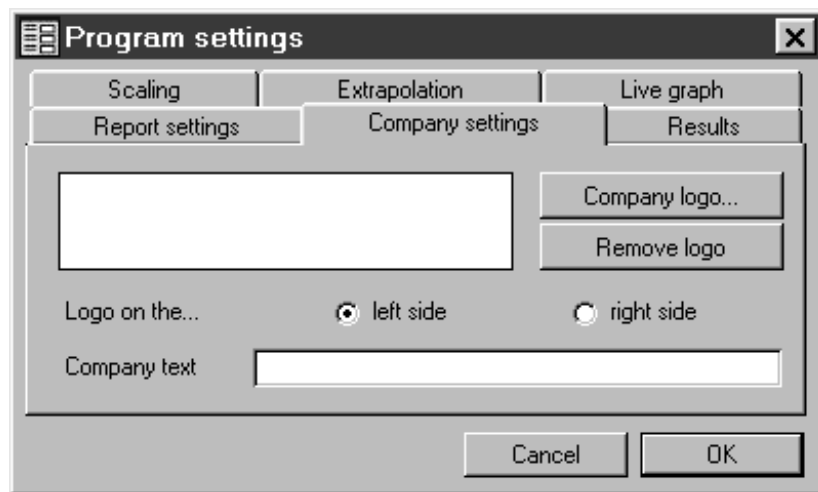 Program settings
Scaling Extrapolation Live graph
Report settings Company settings Results
Company logo...
Remove logo
Logo on the... left side right side
Company text
Cancel OK